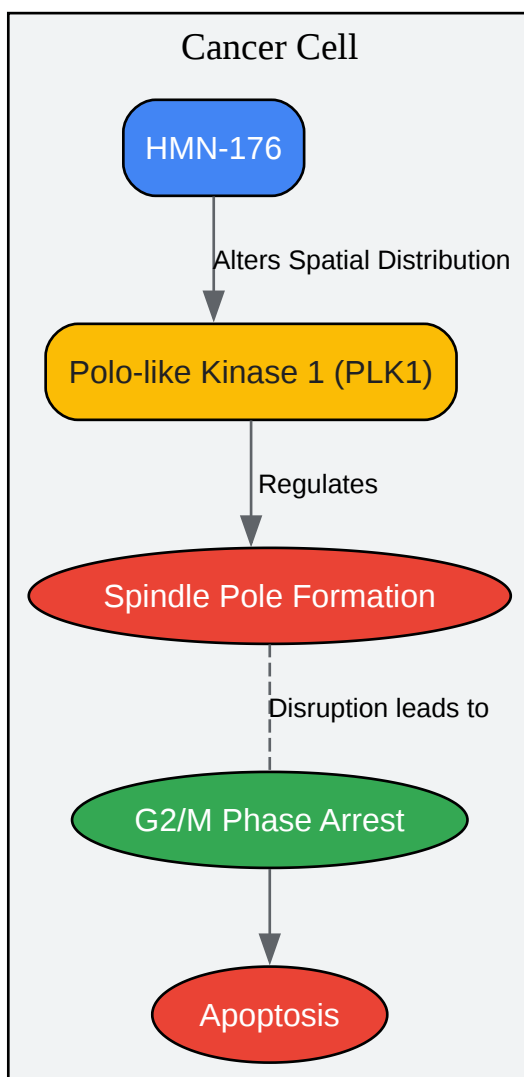 Cancer Cell
HMN-176
Alters Spatial Distribution
Polo-like Kinase 1 (PLK1)
Regulates
Spindle Pole Formation
Disruption leads to
G2/M Phase Arrest
Apoptosis